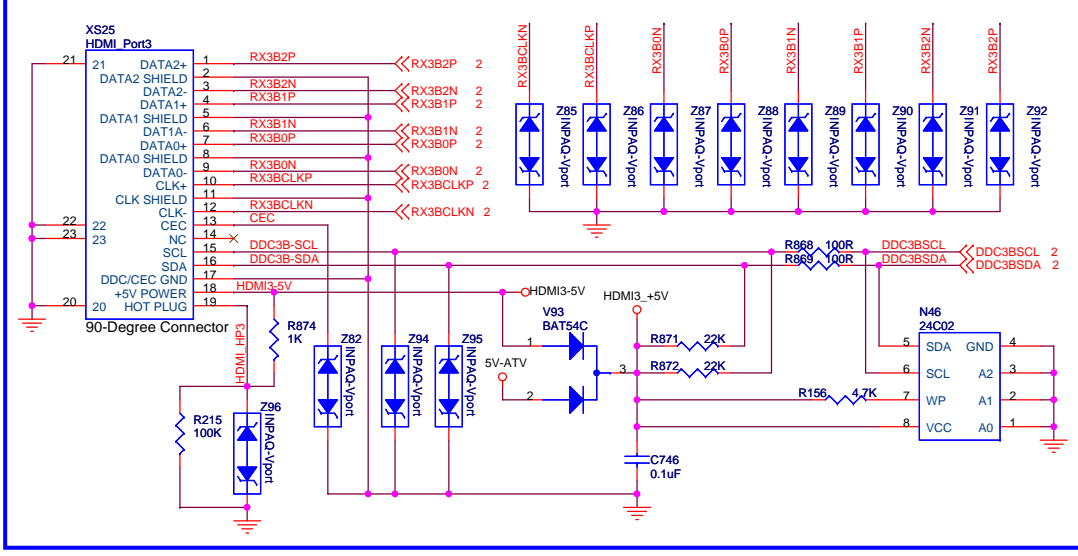 XS25
HDMI_Port3
21
21
DATA2+
1
RX3B2P
RX3B2P 2
DATA2 SHIELD
2
DATA2-
3
RX3B2N
RX3B2N 2
DATA1+
4
RX3B1P
RX3B1P 2
DATA1 SHIELD
5
DAT1A-
6
RX3B1N
RX3B1N 2
DATA0+
7
RX3B0P
RX3B0P 2
DATA0 SHIELD
8
DATA0-
9
RX3B0N
RX3B0N 2
CLK+
10
RX3BCLKP
RX3BCLKP 2
CLK SHIELD
11
CLK-
12
RX3BCLKN
RX3BCLKN 2
22
22
CEC
13
CEC
23
23
NC
14
SCL
15
DDC3B-SCL
SDA
16
DDC3B-SDA
DDC/CEC GND
17
+5V POWER
18
HDMI3-5V
20
20
HOT PLUG
19
90-Degree Connector
HDMI_HP3
R874
1K
R215
100K
Z96
INPAQ-Vport
Z82
INPAQ-Vport
Z94
INPAQ-Vport
Z95
INPAQ-Vport
RX3BCLKN
RX3BCLKP
RX3B0N
RX3B0P
RX3B1N
RX3B1P
RX3B2N
RX3B2P
Z85
INPAQ-Vport
Z86
INPAQ-Vport
Z87
INPAQ-Vport
Z88
INPAQ-Vport
Z89
INPAQ-Vport
Z90
INPAQ-Vport
Z91
INPAQ-Vport
Z92
INPAQ-Vport
R868 100R
DDC3BSCL
DDC3BSCL 2
R869 100R
DDC3BSDA
DDC3BSDA 2
HDMI3-5V
HDMI3_+5V
V93
BAT54C
1
5V-ATV
2
3
R871 22K
R872 22K
R156 4.7K
C746
0.1uF
N46
24C02
5 SDA GND 4
6 SCL A2 3
7 WP A1 2
8 VCC A0 1